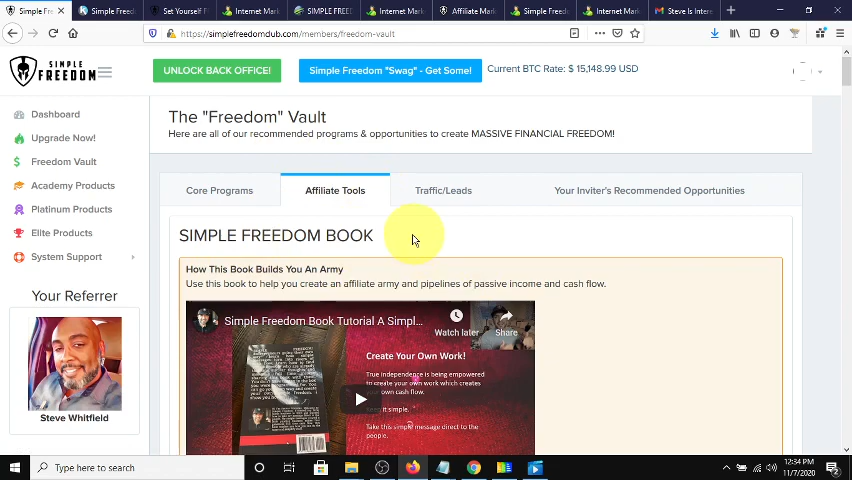 Simple Fre
Simple Freed
Set Yourself F
Internet Mark
SIMPLE FREE
Internet Mark
Affiliate Mark
Simple Freed
Internet Mark
Steve Is Inter
https://simplefreedomclub.com/members/freedom-vault
SIMPLE
FREEDOM
UNLOCK BACK OFFICE!
Simple Freedom "Swag" - Get Some!
Current BTC Rate: $ 15,148.99 USD
Dashboard
Upgrade Now!
Freedom Vault
Academy Products
Platinum Products
Elite Products
System Support
Your Referrer
Steve Whitfield
The "Freedom" Vault
Here are all of our recommended programs & opportunities to create MASSIVE FINANCIAL FREEDOM!
Core Programs
Affiliate Tools
Traffic/Leads
Your Inviter's Recommended Opportunities
SIMPLE FREEDOM BOOK
How This Book Builds You An Army
Use this book to help you create an affiliate army and pipelines of passive income and cash flow.
Simple Freedom Book Tutorial A Simpl...
Watch later
Share
Create Your Own Work!
True independence is being empowered
to create your own work which creates
your own cash flow.
Keep it simple.
Take this simple message direct to the
people.
Type here to search
12:34 PM
11/7/2020
2